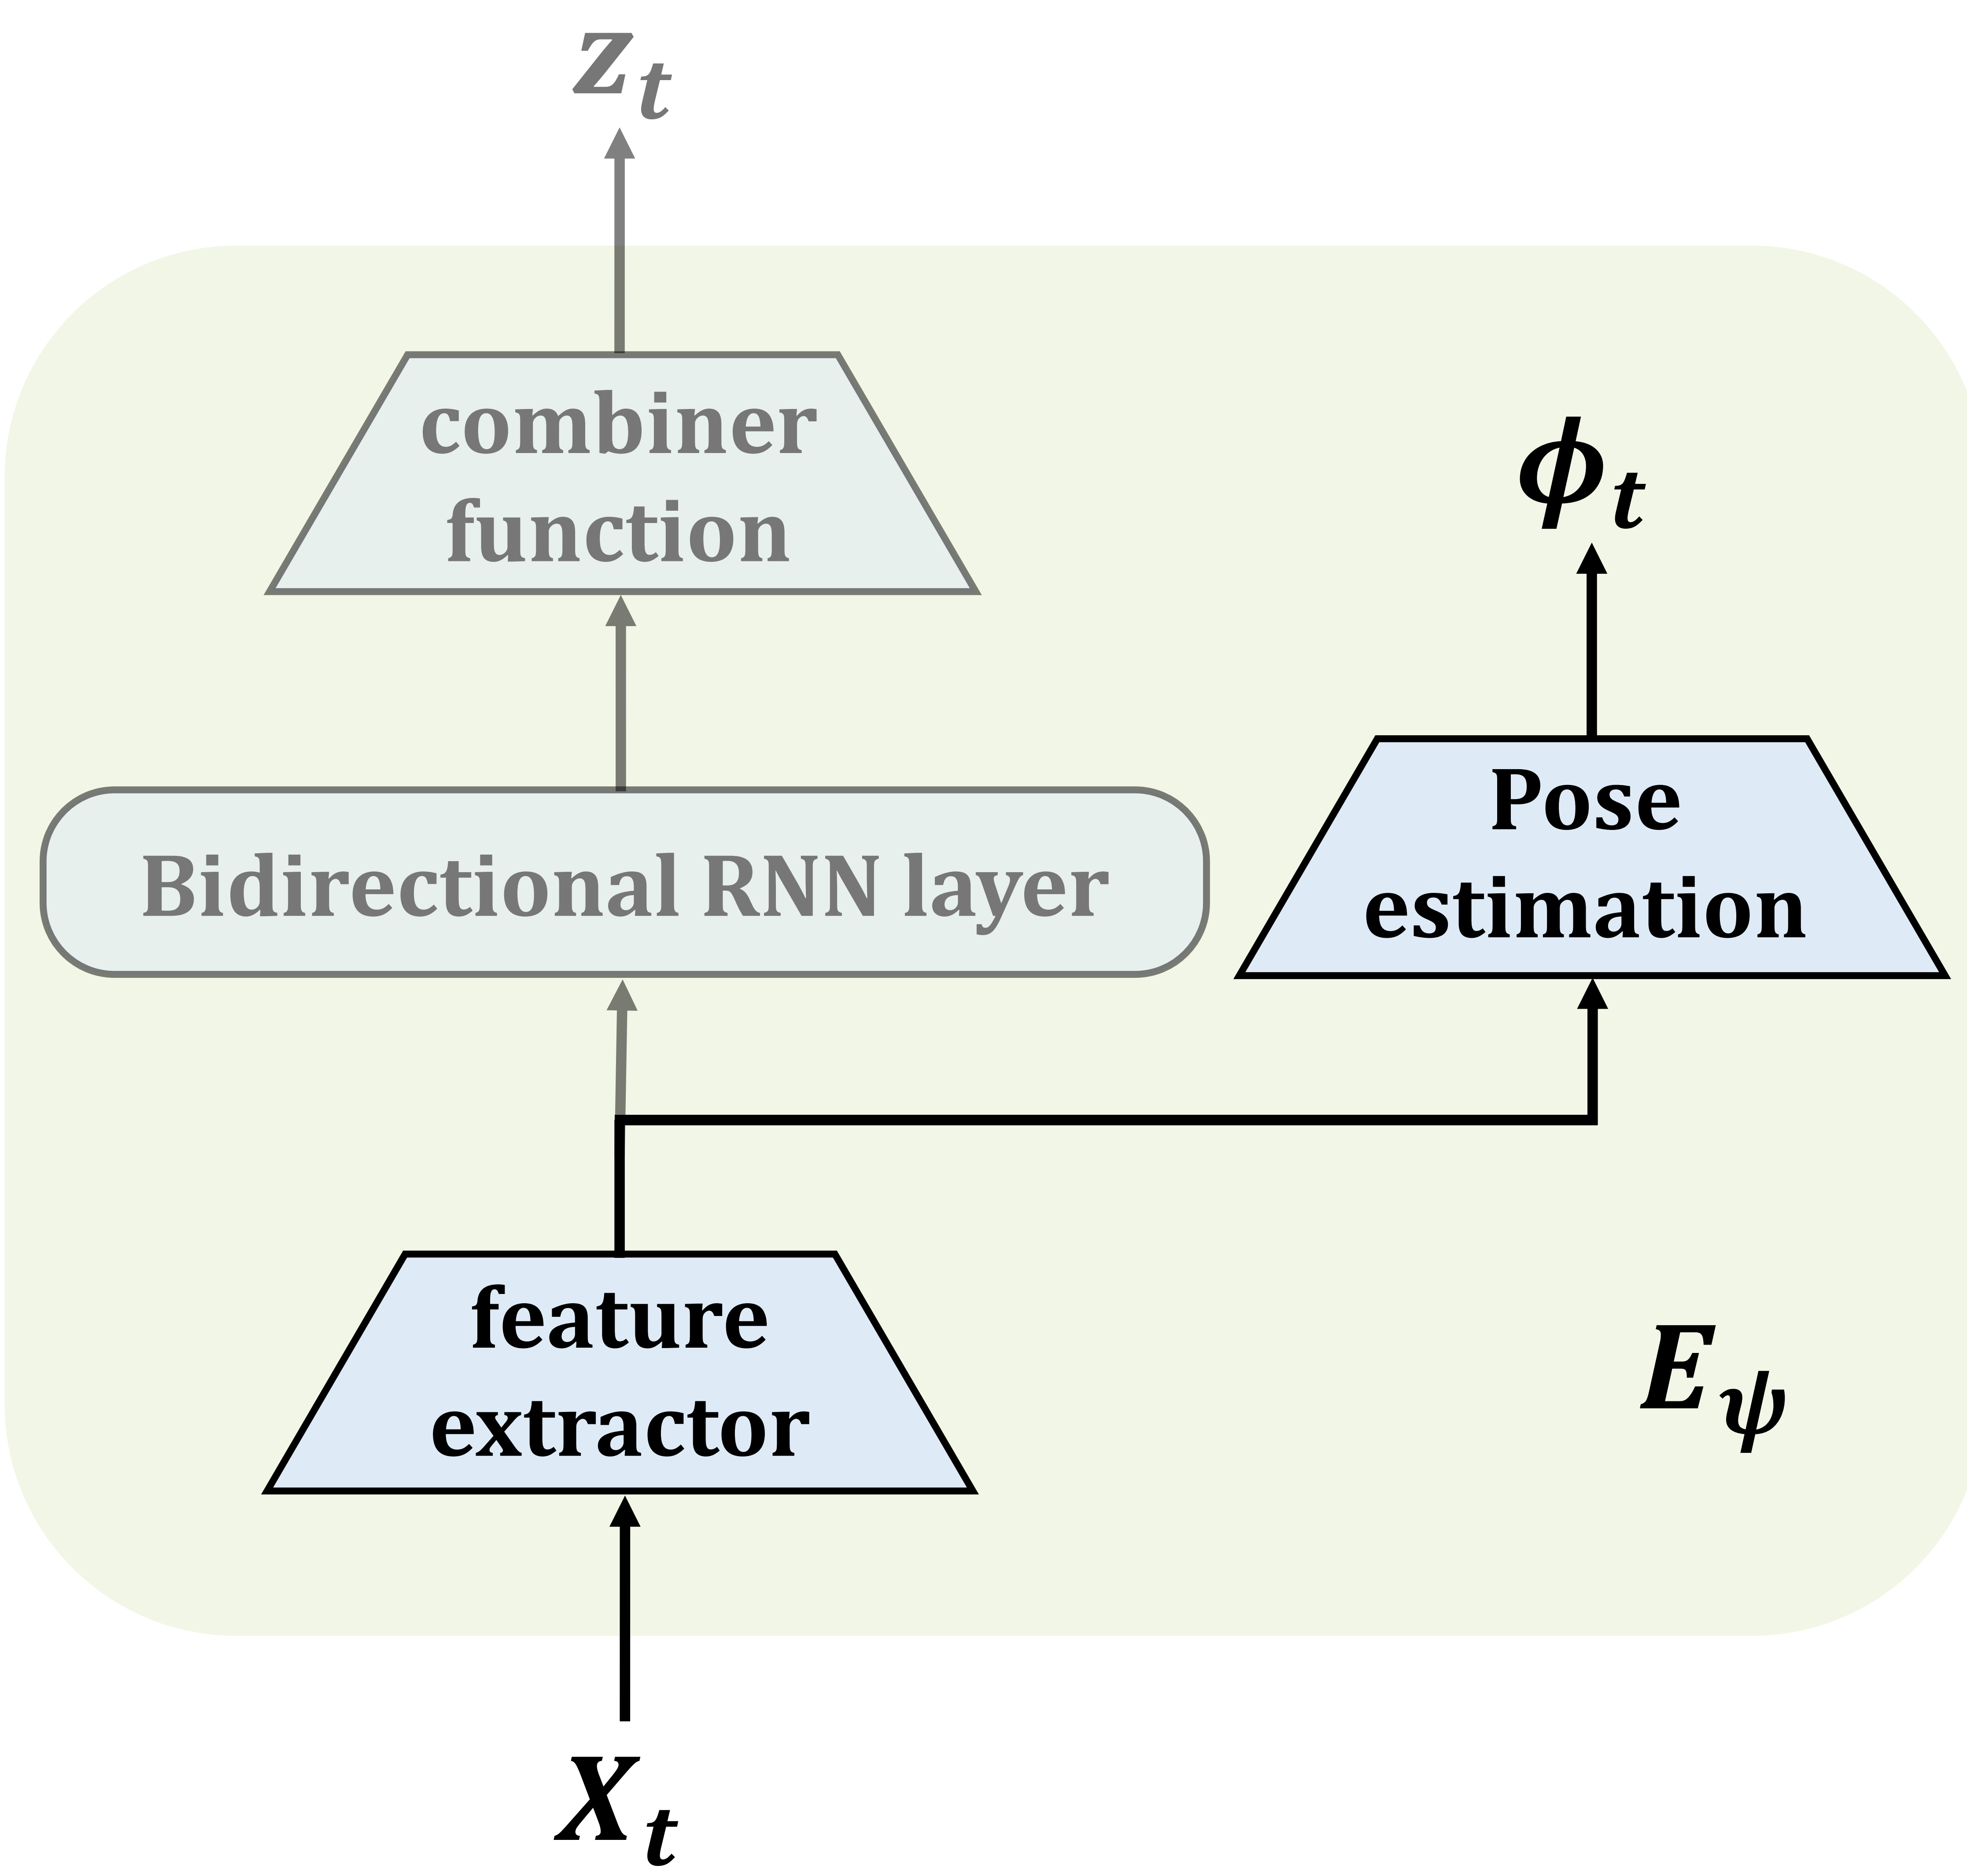 z_t
combiner
function
ϕ_t
Bidirectional RNN layer
Pose
estimation
feature
extractor
E_ψ
X_t